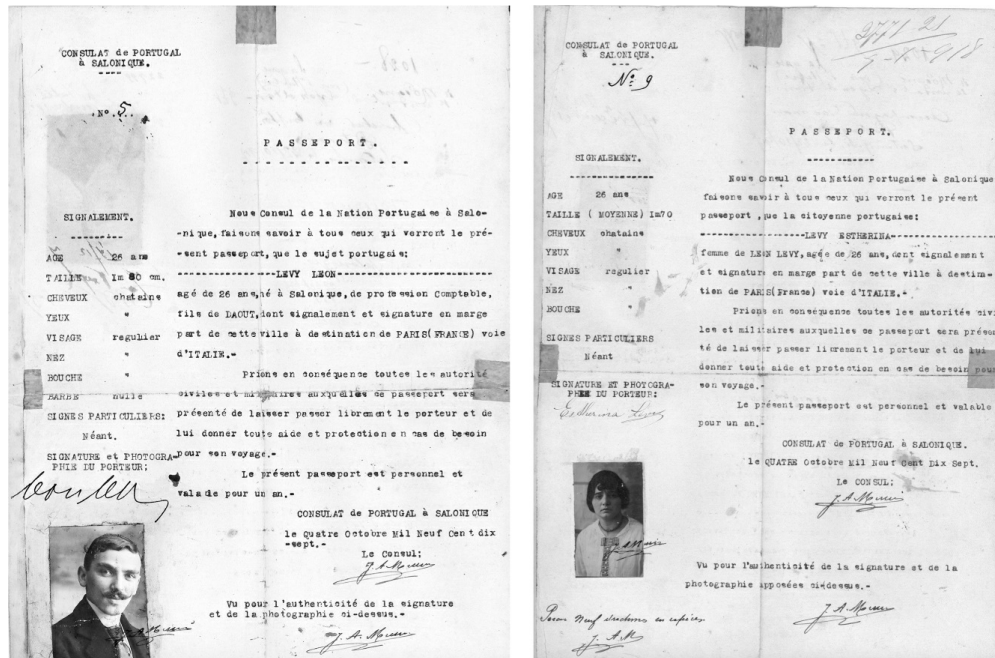 CONSULAT de PORTUGAL
à SALONIQUE.
No. 5.
PASSEPORT.
SIGNALEMENT.
AGE 26 ans
TAILLE 1m 80 cm.
CHEVEUX chatains
YEUX "
VISAGE regulier
NEZ "
BOUCHE "
BARBE nulle
SIGNES PARTICULIERS:
Néant.
SIGNATURE et PHOTOGRA-
PHIE DU PORTEUR:
Nous Consul de la Nation Portugaise à Salo-
-nique, faisons savoir à tous ceux qui verront le pré-
-sent passeport, que le sujet portugais:
LEVY LEON
agé de 26 ans, né à Salonique, de profession Comptable,
fils de DAOUT, dont signalement et signature en marge
part de cette ville à destination de PARIS(FRANCE) voie
d'ITALIE.-
Prions en conséquence toutes les autorité
civiles et militaires auxquelles ce passeport sera
présenté de laisser passer librement le porteur et de
lui donner toute aide et protection en cas de besoin
pour son voyage.-
Le présent passeport est personnel et
valable pour un an.-
CONSULAT de PORTUGAL à SALONIQUE
le Quatre Octobre Mil Neuf Cent dix
-sept.-
Le Consul:
Vu pour l'authenticité de la signature
et de la photographie ci-dessus.-
CONSULAT de PORTUGAL
à SALONIQUE.
No. 9
PASSEPORT.
SIGNALEMENT.
AGE 26 ans
TAILLE ( MOYENNE) 1m70
CHEVEUX chatains
YEUX "
VISAGE regulier
NEZ "
BOUCHE "
SIGNES PARTICULIERS
Néant
SIGNATURE ET PHOTOGRA-
PHIE DU PORTEUR:
Estherina Levy
Nous Consul de la Nation Portugaise à Salonique
faisons savoir à tous ceux qui verront le présent
passeport, que la citoyenne portugaise:
LEVY ESTHERINA
femme de LEON LEVY, agée de 26 ans, dont signalement
et signature en marge part de cette ville à destina-
tion de PARIS(France) voie d'ITALIE.-
Prions en conséquence toutes les autorités civi
les et militaires auxquelles ce passeport sera présen
té de laisser passer librement le porteur et de lui
donner toute aide et protection en cas de besoin pour
son voyage.-
Le présent passeport est personnel et valable
pour un an.-
CONSULAT de PORTUGAL à SALONIQUE.
le QUATRE Octobre Mil Neuf Cent Dix Sept.
Le CONSUL:
Vu pour l'authenticité de la signature et de la
photographie apposées ci-dessus.-